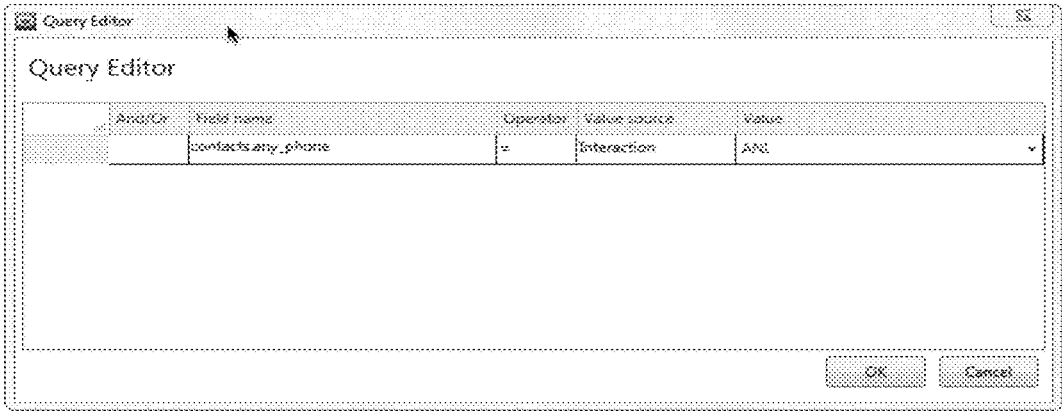 Query Editor
Query Editor
And/Or Field name Operator Value source Value
contacts.any_phone = Interaction ANI
OK Cancel